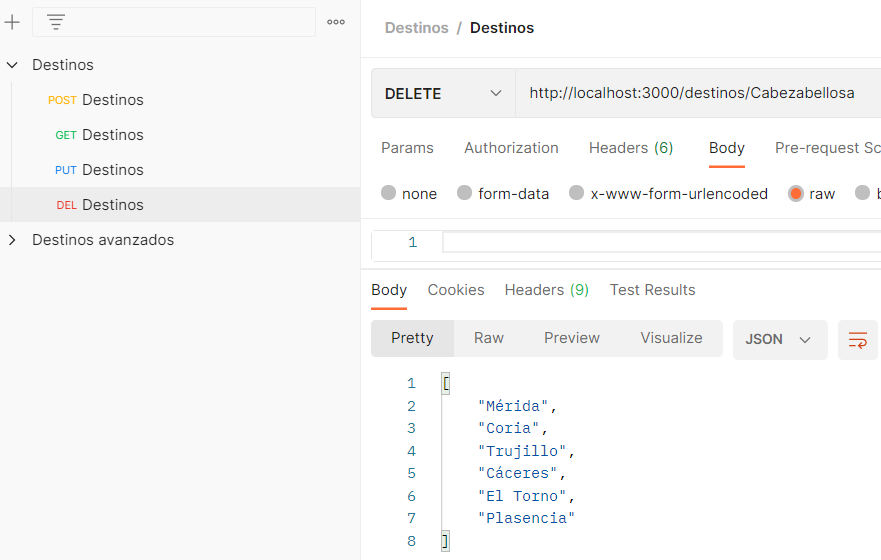 Destinos
POST Destinos
GET Destinos
PUT Destinos
DEL Destinos
Destinos avanzados
Destinos / Destinos
DELETE http://localhost:3000/destinos/Cabezabellosa
Params Authorization Headers (6) Body Pre-request Sc
none form-data x-www-form-urlencoded raw b
1
Body Cookies Headers (9) Test Results
Pretty Raw Preview Visualize JSON
1 [
2 "Mérida",
3 "Coria",
4 "Trujillo",
5 "Cáceres",
6 "El Torno",
7 "Plasencia"
8 ]